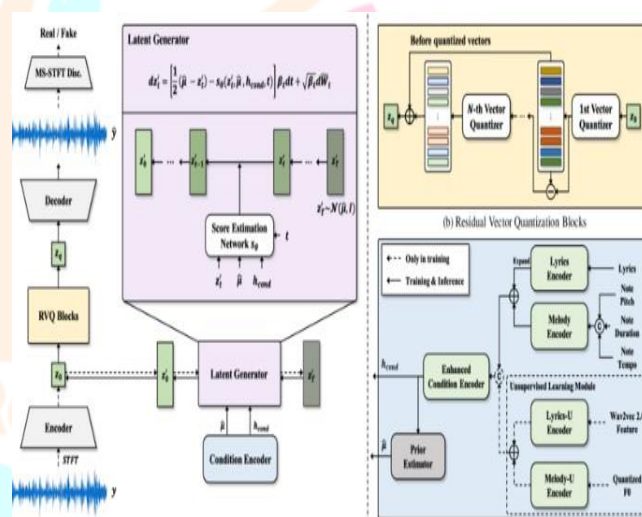 Real / Fake
MS-STFT Disc.
ŷ
Decoder
z_q
RVQ Blocks
z_0
Encoder
STFT
y
Latent Generator
dz'_t = [1/2 (μ̂ − z'_t) − s_θ(z'_t, μ̂, h_cond, t)] β_t dt + √β_t dW̃_t
z'_0 ... z'_{t-1} z'_t ... z'_T
z'_T~N(μ̂, I)
Score Estimation
Network s_θ
t
z'_t μ̂ h_cond
z'_0
Latent Generator
z'_T
μ̂ h_cond
Condition Encoder
Before quantized vectors
z_q
N-th Vector
Quantizer
...
1st Vector
Quantizer
z_0
(b) Residual Vector Quantization Blocks
Only in training
Training & Inference
Expand
Lyrics
Encoder
Lyrics
Melody
Encoder
C
Note
Pitch
Note
Duration
Note
Tempo
h_cond
Enhanced
Condition Encoder
C
Unsupervised Learning Module
μ̂
Prior
Estimator
Lyrics-U
Encoder
Wav2vec 2.
Feature
Melody-U
Encoder
Quantized
F0